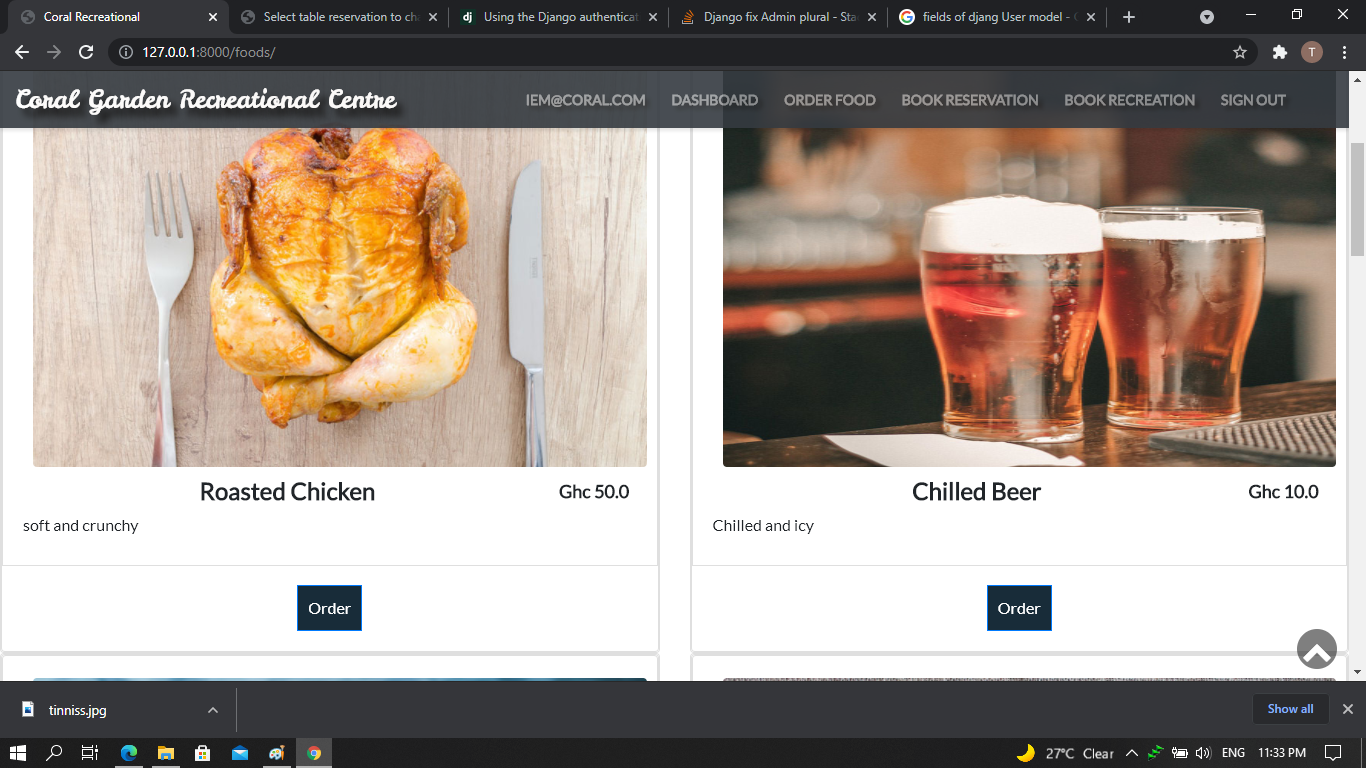 Coral Recreational
Select table reservation to cha
Using the Django authenticat
Django fix Admin plural - Sta
fields of djang User model - G
127.0.0.1:8000/foods/
T
Coral Garden Recreational Centre
IEM@CORAL.COM DASHBOARD ORDER FOOD BOOK RESERVATION BOOK RECREATION SIGN OUT
Roasted Chicken Ghc 50.0
soft and crunchy
Order
Chilled Beer Ghc 10.0
Chilled and icy
Order
tinniss.jpg
Show all
27°C Clear ENG 11:33 PM